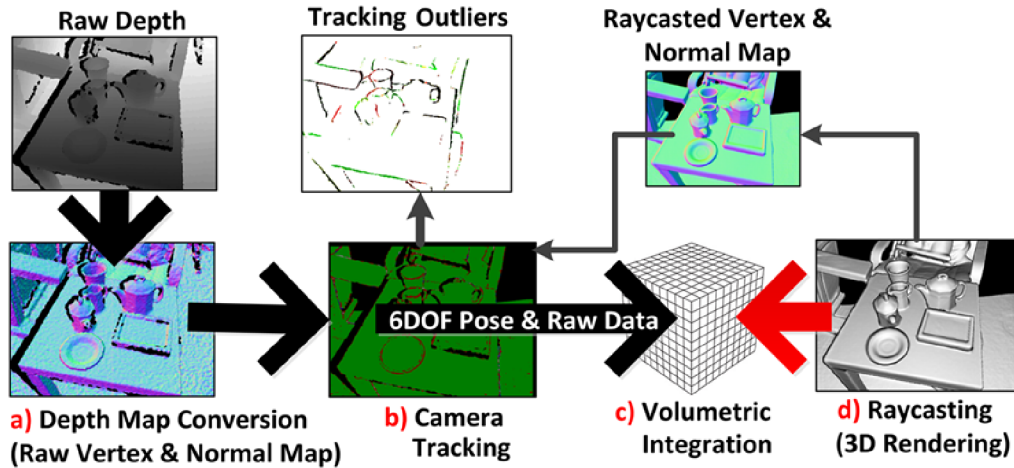 Raw Depth
Tracking Outliers
Raycasted Vertex &
Normal Map
6DOF Pose & Raw Data
a) Depth Map Conversion
(Raw Vertex & Normal Map)
b) Camera
Tracking
c) Volumetric
Integration
d) Raycasting
(3D Rendering)